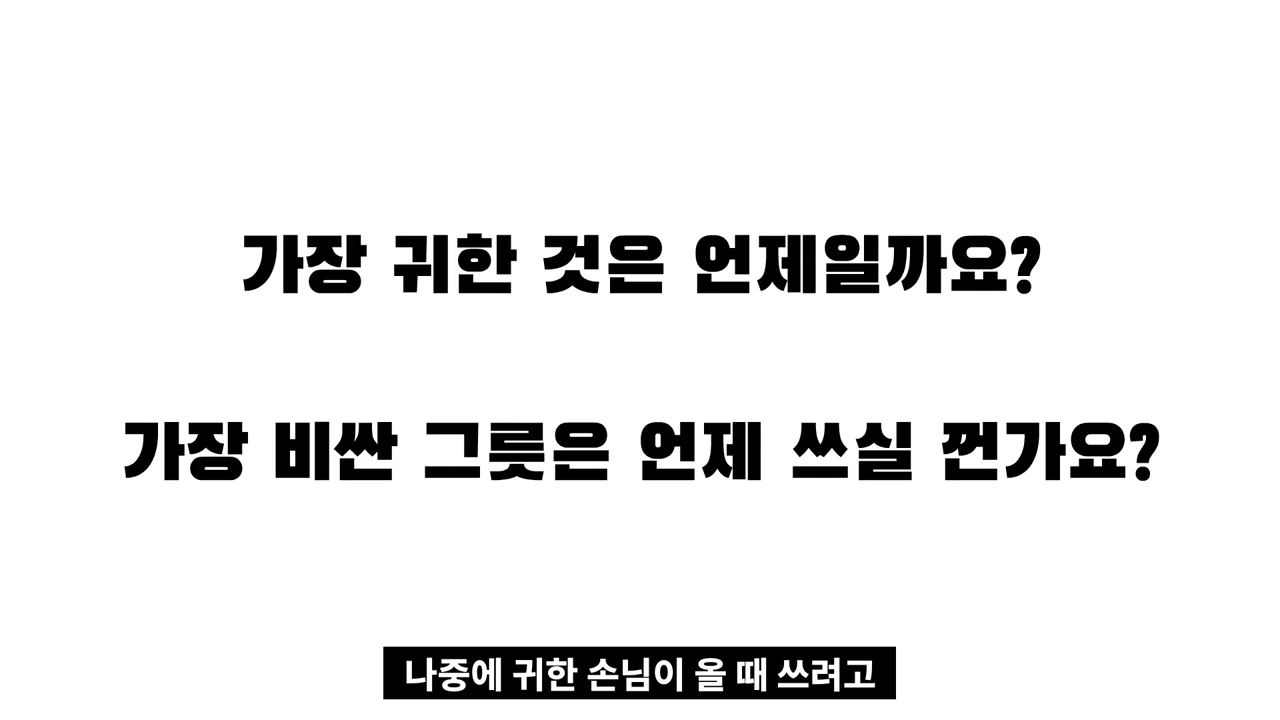 가장 귀한 것은 언제일까요?
가장 비싼 그릇은 언제 쓰실 껀가요?
나중에 귀한 손님이 올 때 쓰려고